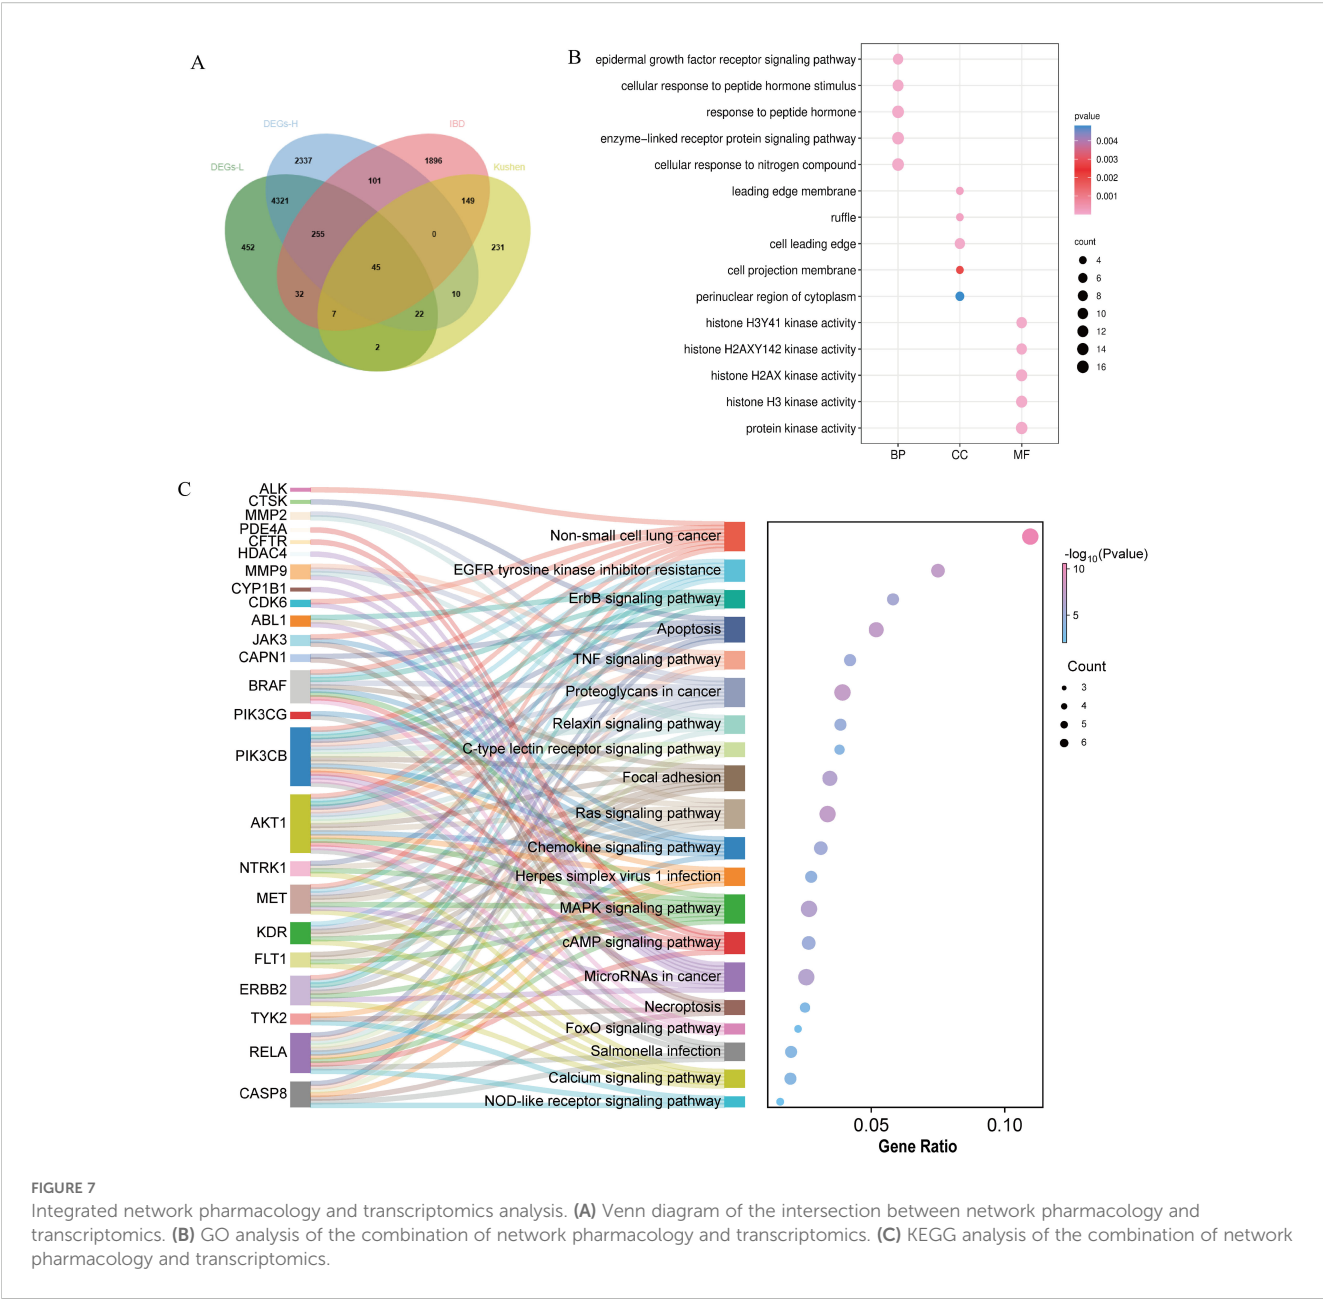 A
DEGs-H
IBD
DEGs-L
Kushen
2337
1896
101
4321
149
452
255
0
231
45
32
10
7
22
2
B
epidermal growth factor receptor signaling pathway
cellular response to peptide hormone stimulus
response to peptide hormone
enzyme−linked receptor protein signaling pathway
cellular response to nitrogen compound
leading edge membrane
ruffle
cell leading edge
cell projection membrane
perinuclear region of cytoplasm
histone H3Y41 kinase activity
histone H2AXY142 kinase activity
histone H2AX kinase activity
histone H3 kinase activity
protein kinase activity
BP CC MF
pvalue
0.004
0.003
0.002
0.001
count
4
6
8
10
12
14
16
C
ALK
CTSK
MMP2
PDE4A
CFTR
HDAC4
MMP9
CYP1B1
CDK6
ABL1
JAK3
CAPN1
BRAF
PIK3CG
PIK3CB
AKT1
NTRK1
MET
KDR
FLT1
ERBB2
TYK2
RELA
CASP8
Non-small cell lung cancer
EGFR tyrosine kinase inhibitor resistance
ErbB signaling pathway
Apoptosis
TNF signaling pathway
Proteoglycans in cancer
Relaxin signaling pathway
C-type lectin receptor signaling pathway
Focal adhesion
Ras signaling pathway
Chemokine signaling pathway
Herpes simplex virus 1 infection
MAPK signaling pathway
cAMP signaling pathway
MicroRNAs in cancer
Necroptosis
FoxO signaling pathway
Salmonella infection
Calcium signaling pathway
NOD-like receptor signaling pathway
0.05 0.10
Gene Ratio
-log10(Pvalue)
10
5
Count
3
4
5
6
FIGURE 7
Integrated network pharmacology and transcriptomics analysis. (A) Venn diagram of the intersection between network pharmacology and
transcriptomics. (B) GO analysis of the combination of network pharmacology and transcriptomics. (C) KEGG analysis of the combination of network
pharmacology and transcriptomics.